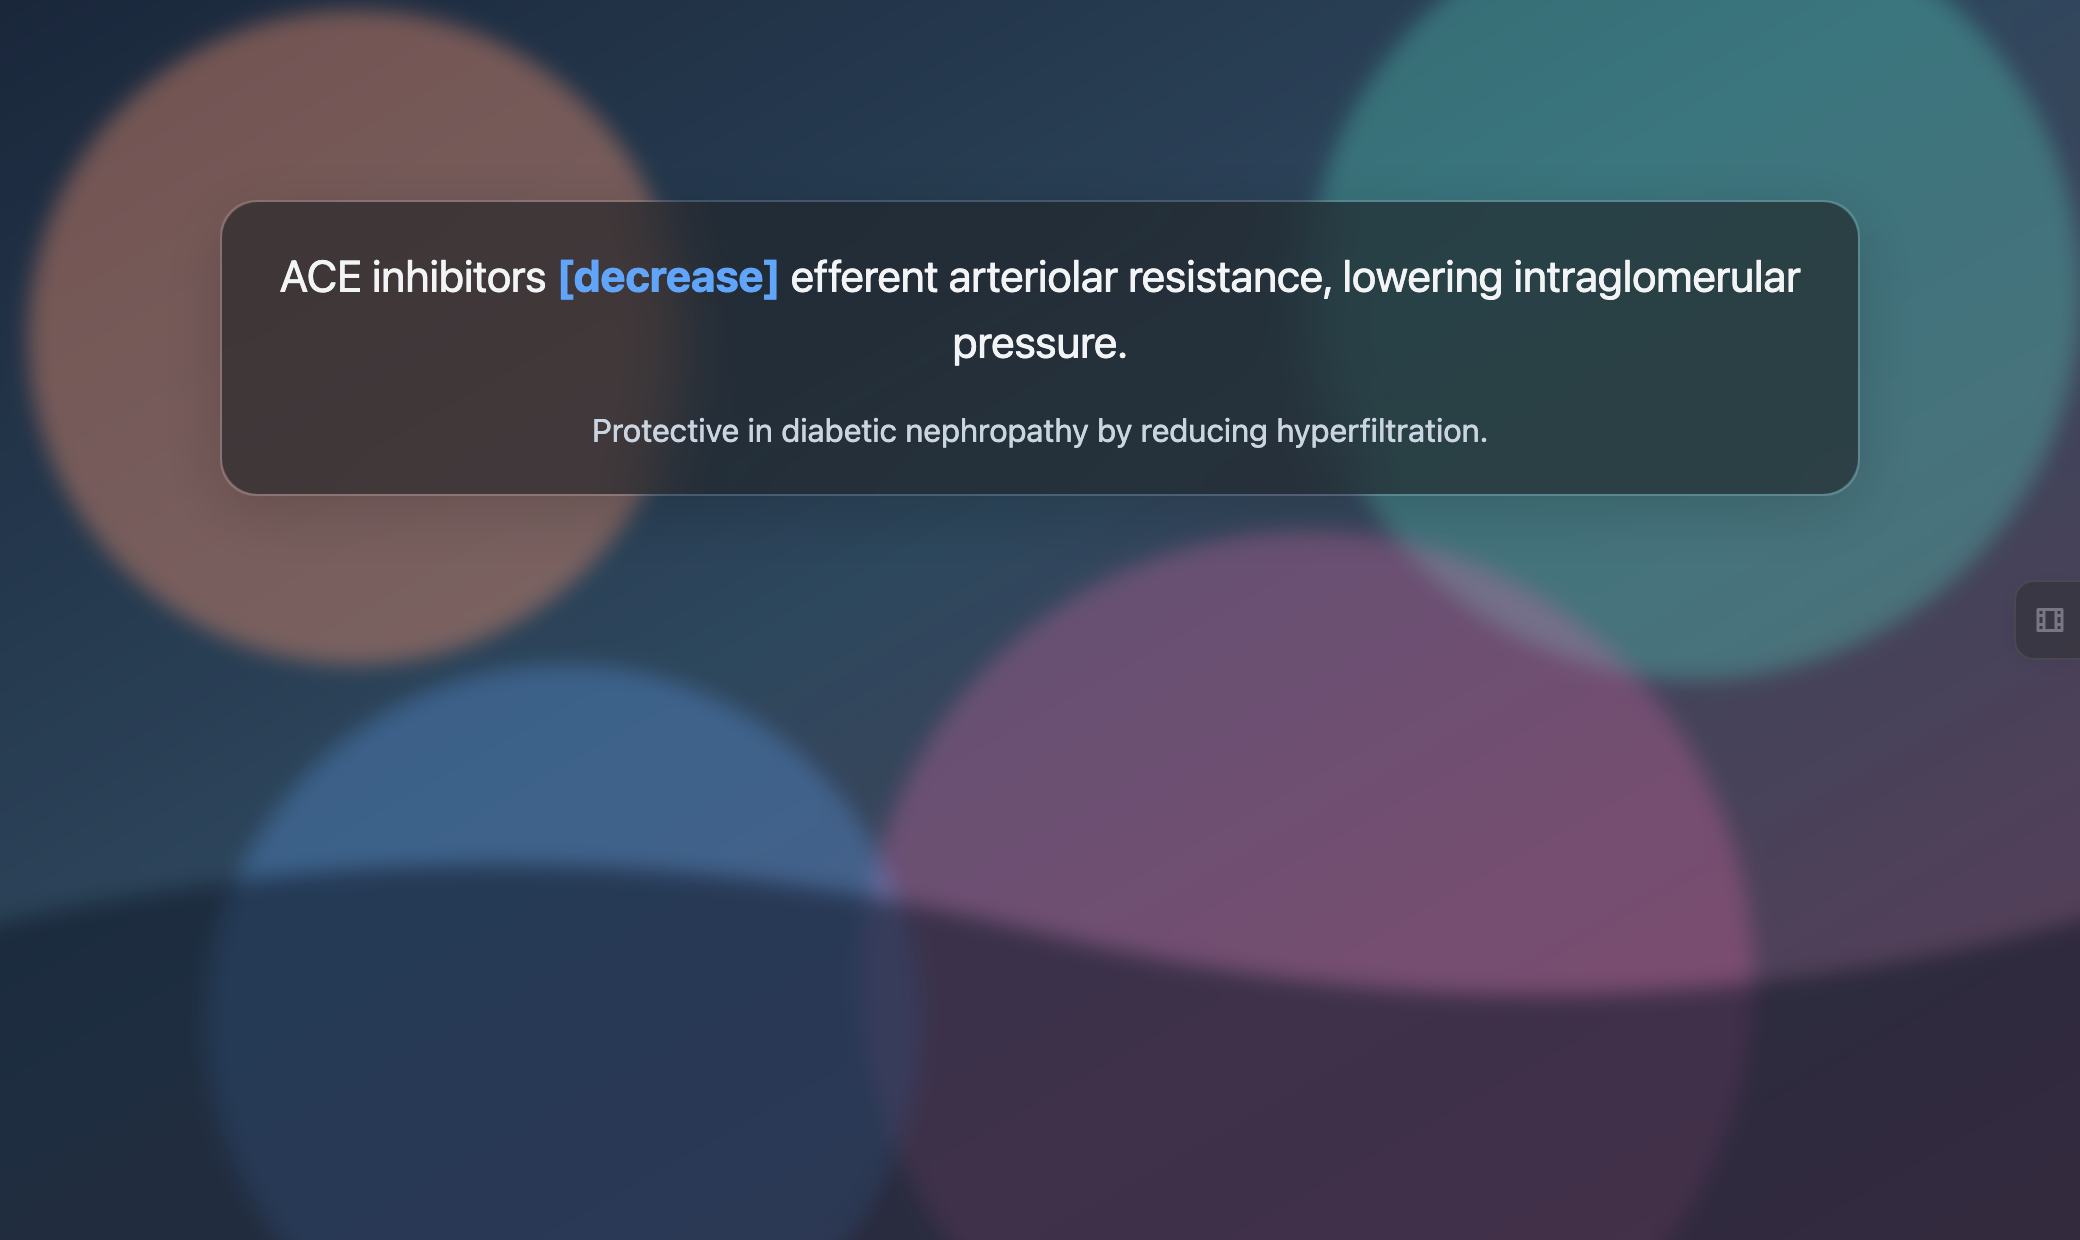 ACE inhibitors [decrease] efferent arteriolar resistance, lowering intraglomerular
pressure.
Protective in diabetic nephropathy by reducing hyperfiltration.